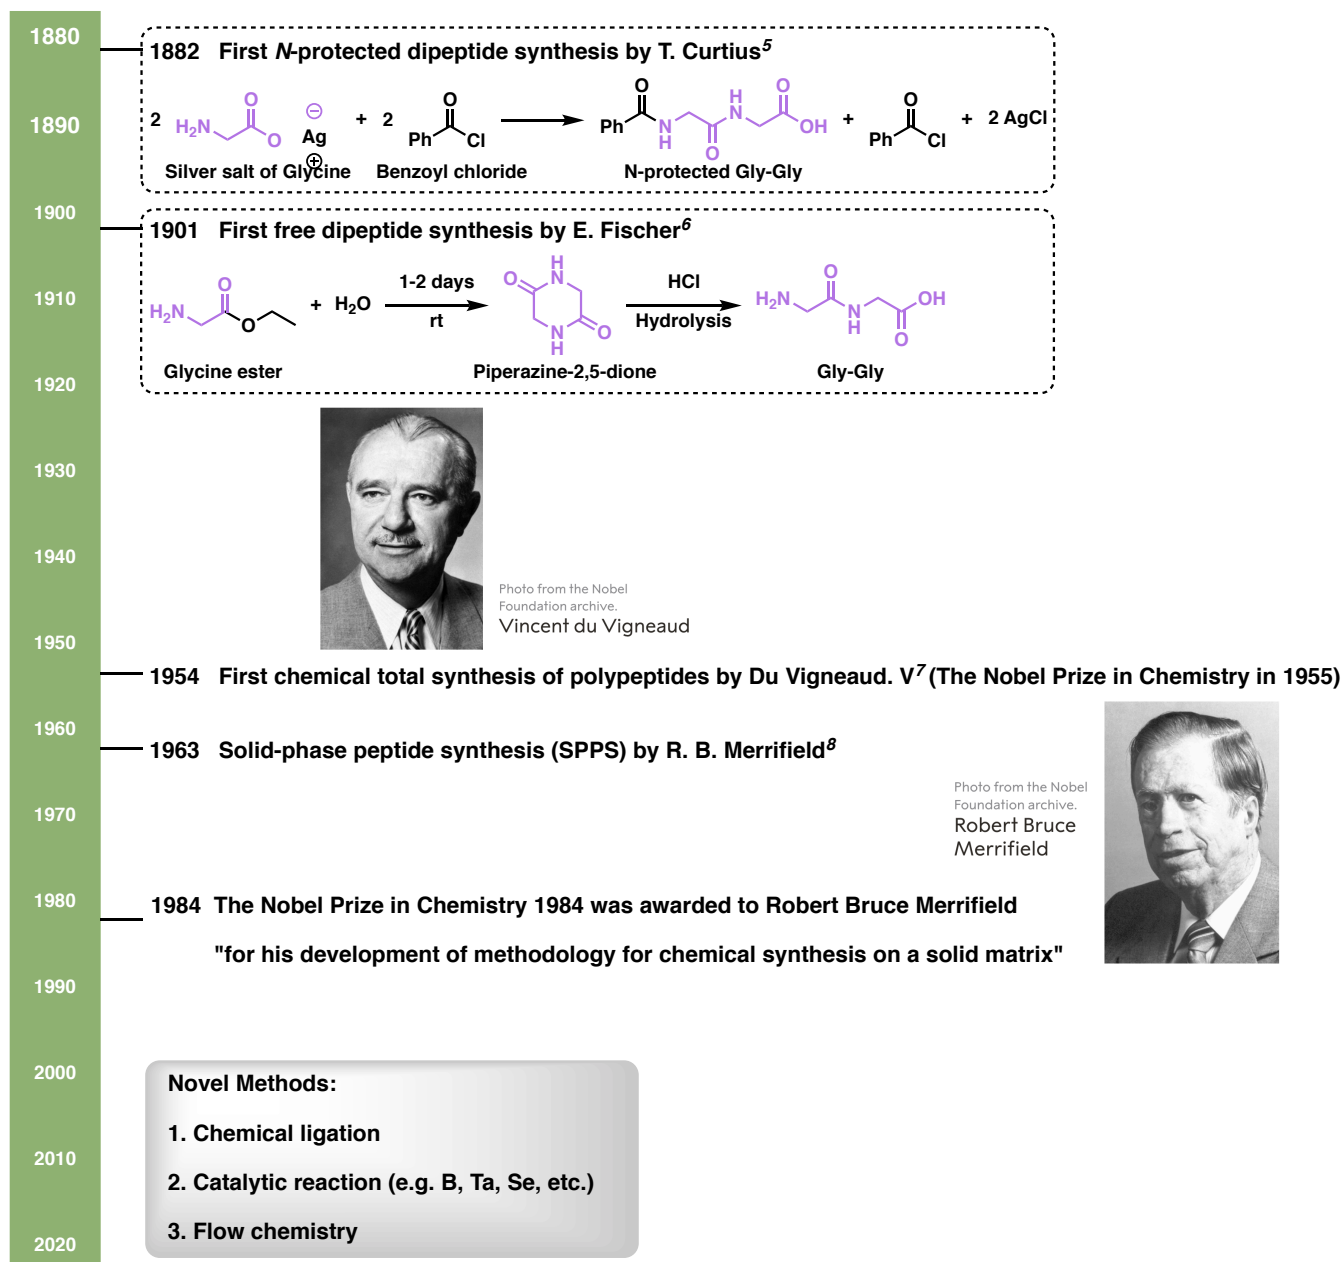 1880
1882 First N-protected dipeptide synthesis by T. Curtius5
2 H2N O O ⊖ Ag ⊕ + 2 Ph O Cl Ph O N H O H N O OH + Ph O Cl + 2 AgCl
1890
Silver salt of Glycine Benzoyl chloride N-protected Gly-Gly
1900
1901 First free dipeptide synthesis by E. Fischer6
H2N O O + H2O 1-2 days rt O H N N H O HCl Hydrolysis H2N O N H OH O
1910
Glycine ester Piperazine-2,5-dione Gly-Gly
1920
1930
1940
Photo from the Nobel
Foundation archive.
Vincent du Vigneaud
1950
1954 First chemical total synthesis of polypeptides by Du Vigneaud. V7 (The Nobel Prize in Chemistry in 1955)
1960
1963 Solid-phase peptide synthesis (SPPS) by R. B. Merrifield8
Photo from the Nobel
Foundation archive.
Robert Bruce
Merrifield
1970
1980
1984 The Nobel Prize in Chemistry 1984 was awarded to Robert Bruce Merrifield
"for his development of methodology for chemical synthesis on a solid matrix"
1990
2000
Novel Methods:
1. Chemical ligation
2010
2. Catalytic reaction (e.g. B, Ta, Se, etc.)
3. Flow chemistry
2020